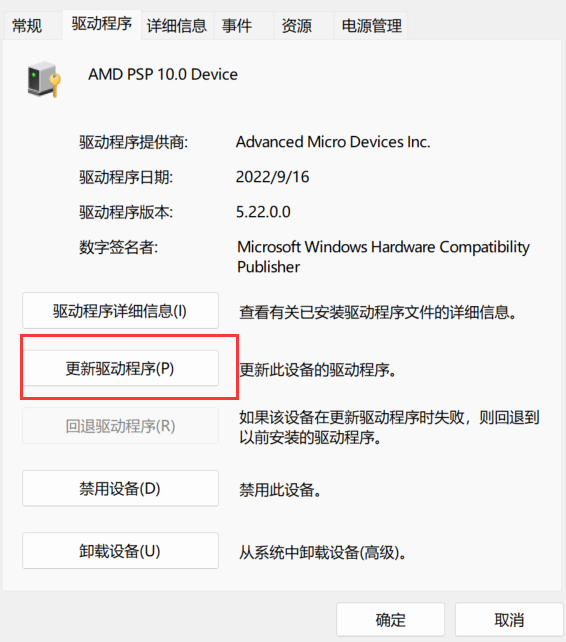 常规 驱动程序 详细信息 事件 资源 电源管理
AMD PSP 10.0 Device
驱动程序提供商: Advanced Micro Devices Inc.
驱动程序日期: 2022/9/16
驱动程序版本: 5.22.0.0
数字签名者: Microsoft Windows Hardware Compatibility
Publisher
驱动程序详细信息(I) 查看有关已安装驱动程序文件的详细信息。
更新驱动程序(P) 更新此设备的驱动程序。
回退驱动程序(R) 如果该设备在更新驱动程序时失败，则回退到
以前安装的驱动程序。
禁用设备(D) 禁用此设备。
卸载设备(U) 从系统中卸载设备(高级)。
确定 取消